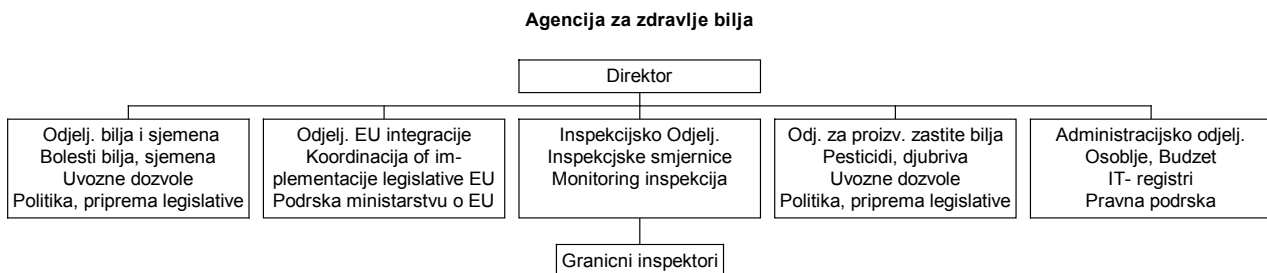 Agencija za zdravlje bilja
Direktor
Odjelj. bilja i sjemena
Bolesti bilja, sjemena
Uvozne dozvole
Politika, priprema legislative
Odjelj. EU integracije
Koordinacija of im-
plementacije legislative EU
Podrska ministarstvu o EU
Inspekcijsko Odjelj.
Inspekcjske smjernice
Monitoring inspekcija
Odj. za proizv. zastite bilja
Pesticidi, djubriva
Uvozne dozvole
Politika, priprema legislative
Administracijsko odjelj.
Osoblje, Budzet
IT- registri
Pravna podrska
Granicni inspektori